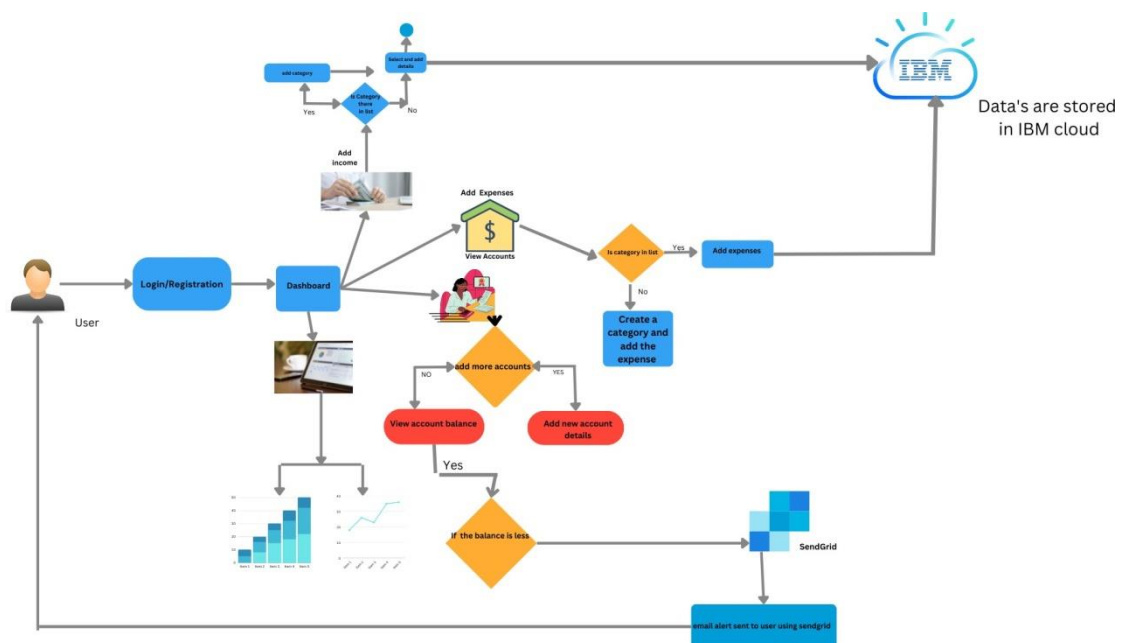 Select and add
details
add category
Is Category
there
in list
Yes
No
IBM
Data's are stored
in IBM cloud
Add
income
Add Expenses
$
View Accounts
Is category in list
Yes
Add expenses
No
Create a
category and
add the
expense
Login/Registration
Dashboard
User
add more accounts
NO
YES
View account balance
Add new account
details
Yes
If the balance is less
SendGrid
email alert sent to user using sendgrid